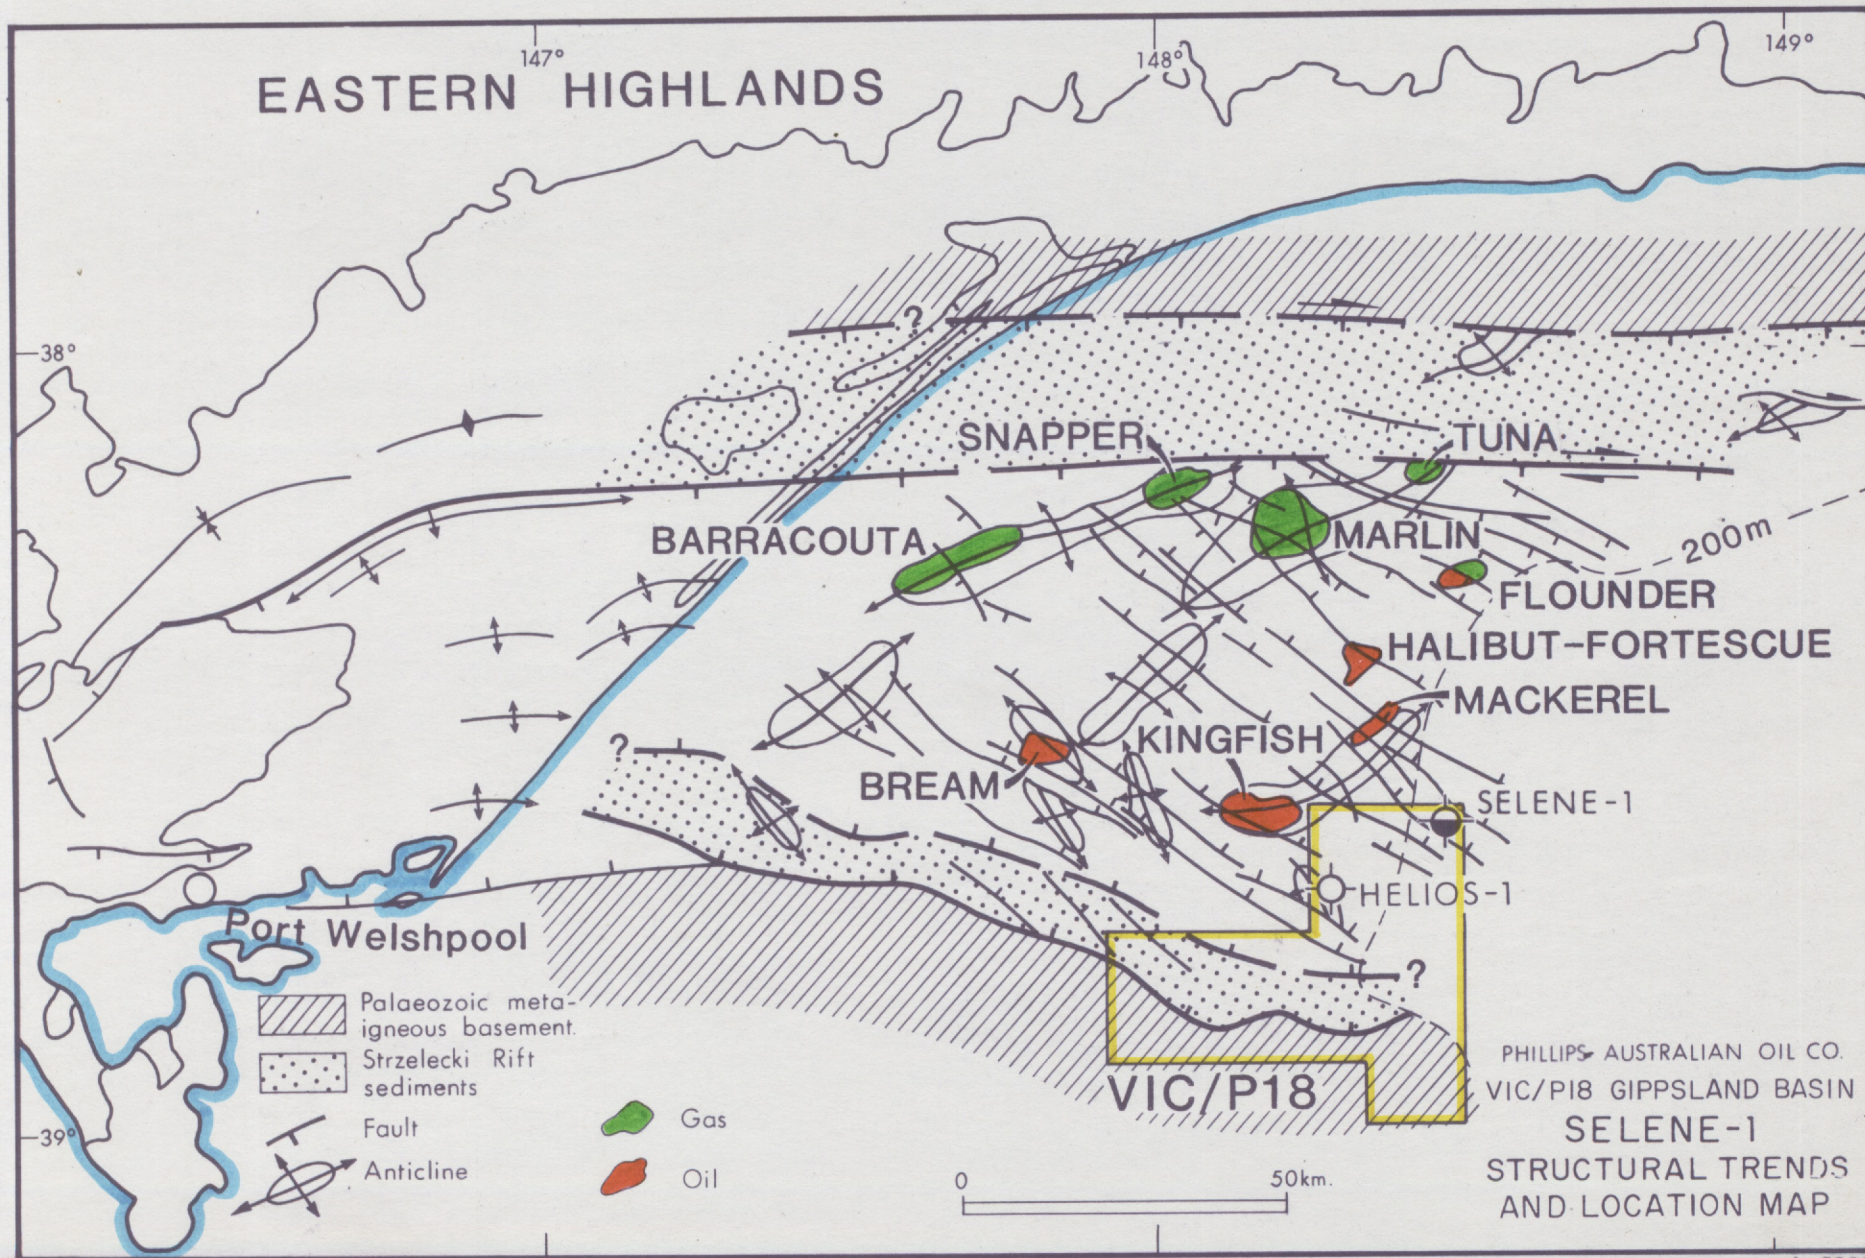 147°
148°
149°
EASTERN HIGHLANDS
38°
?
SNAPPER
TUNA
BARRACOUTA
MARLIN
200m
FLOUNDER
HALIBUT-FORTESCUE
MACKEREL
KINGFISH
?
BREAM
SELENE-1
HELIOS-1
Port Welshpool
?
Palaeozoic meta-
igneous basement.
Strzelecki Rift
sediments
Fault
Anticline
Gas
Oil
39°
VIC/P18
0 50km.
PHILLIPS AUSTRALIAN OIL CO.
VIC/P18 GIPPSLAND BASIN
SELENE-1
STRUCTURAL TRENDS
AND LOCATION MAP